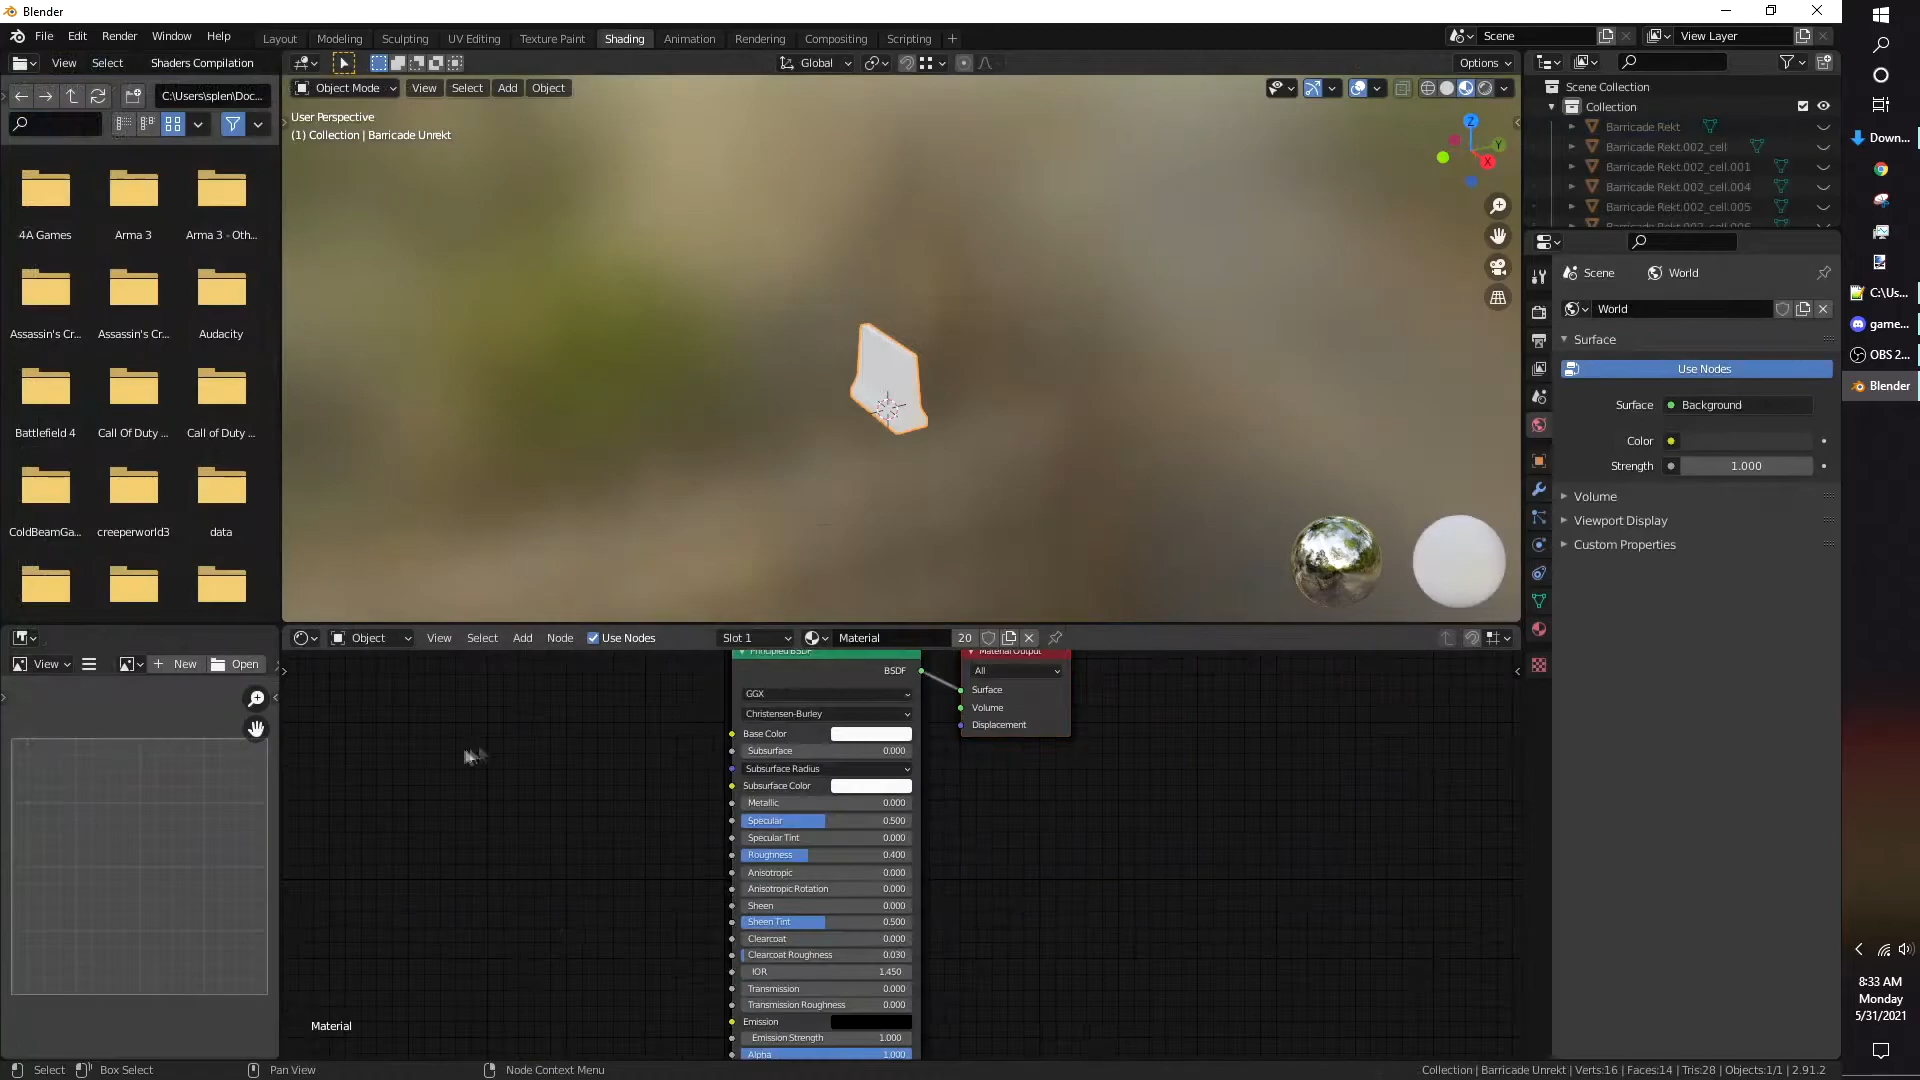 Blender
File Edit Render Window Help
Layout Modeling Sculpting UV Editing Texture Paint Shading Animation Rendering Compositing Scripting +
Scene View Layer
View Select Shaders Compilation
Global Options
C:\Users\splen\Doc...
Object Mode View Select Add Object
User Perspective
(1) Collection | Barricade Unrekt
Z
Y
X
4A Games Arma 3 Arma 3 - Oth...
Assassin's Cr... Assassin's Cr... Audacity
Battlefield 4 Call Of Duty ... Call of Duty ...
ColdBeamGa... creeperworld3 data
Scene Collection
Collection
Barricade Rekt
Barricade Rekt.002_cell
Barricade Rekt.002_cell.001
Barricade Rekt.002_cell.004
Barricade Rekt.002_cell.005
Scene World
World
Surface
Use Nodes
Surface Background
Color
Strength 1.000
Volume
Viewport Display
Custom Properties
View New Open
Object View Select Add Node Use Nodes Slot 1 Material 20
Principled BSDF
BSDF
GGX
Christensen-Burley
Base Color
Subsurface 0.000
Subsurface Radius
Subsurface Color
Metallic 0.000
Specular 0.500
Specular Tint 0.000
Roughness 0.400
Anisotropic 0.000
Anisotropic Rotation 0.000
Sheen 0.000
Sheen Tint 0.500
Clearcoat 0.000
Clearcoat Roughness 0.030
IOR 1.450
Transmission 0.000
Transmission Roughness 0.000
Emission
Emission Strength 1.000
Alpha 1.000
Material Output
All
Surface
Volume
Displacement
Material
Select Box Select Pan View Node Context Menu
Collection | Barricade Unrekt | Verts:16 | Faces:14 | Tris:28 | Objects:1/1 | 2.91.2
Down...
C:\Us...
game...
OBS 2...
Blender
8:33 AM
Monday
5/31/2021